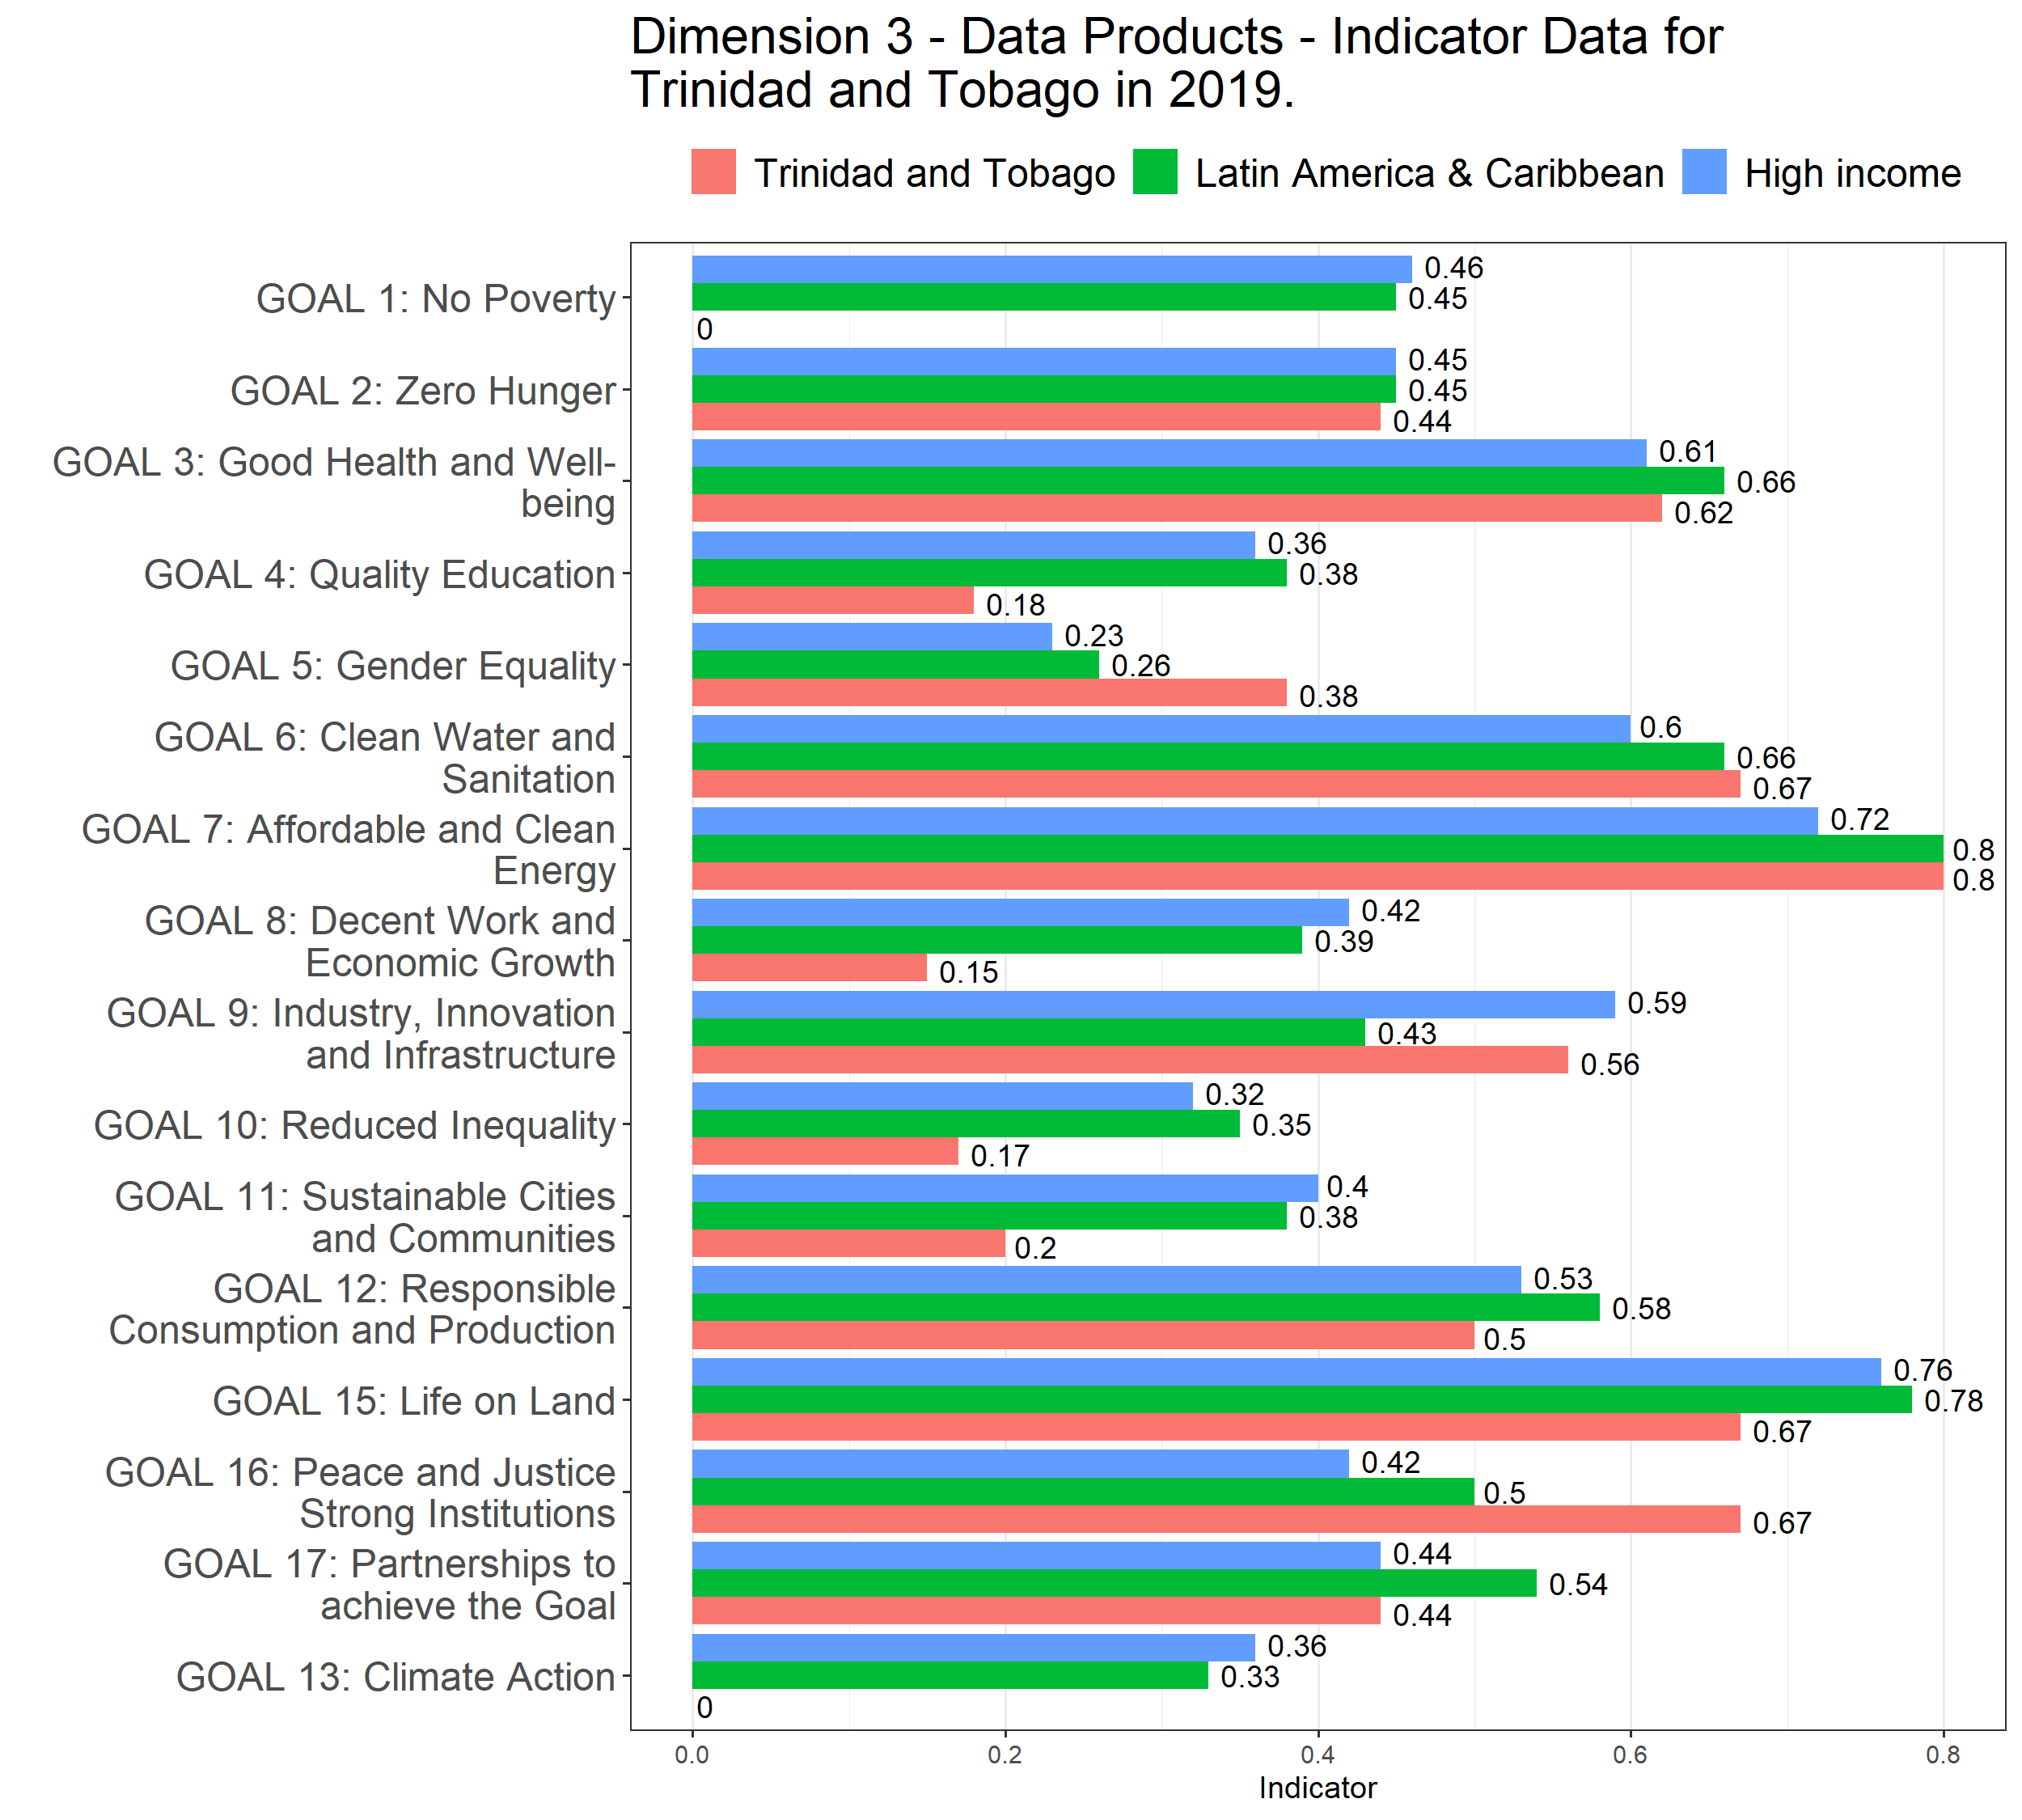 Dimension 3 - Data Products - Indicator Data for
Trinidad and Tobago in 2019.
Trinidad and Tobago Latin America & Caribbean High income
GOAL 1: No Poverty
0.46
0.45
0
GOAL 2: Zero Hunger
0.45
0.45
0.44
GOAL 3: Good Health and Well-
being
0.61
0.66
0.62
GOAL 4: Quality Education
0.36
0.38
0.18
GOAL 5: Gender Equality
0.23
0.26
0.38
GOAL 6: Clean Water and
Sanitation
0.6
0.66
0.67
GOAL 7: Affordable and Clean
Energy
0.72
0.8
0.8
GOAL 8: Decent Work and
Economic Growth
0.42
0.39
0.15
GOAL 9: Industry, Innovation
and Infrastructure
0.59
0.43
0.56
GOAL 10: Reduced Inequality
0.32
0.35
0.17
GOAL 11: Sustainable Cities
and Communities
0.4
0.38
0.2
GOAL 12: Responsible
Consumption and Production
0.53
0.58
0.5
GOAL 15: Life on Land
0.76
0.78
0.67
GOAL 16: Peace and Justice
Strong Institutions
0.42
0.5
0.67
GOAL 17: Partnerships to
achieve the Goal
0.44
0.54
0.44
GOAL 13: Climate Action
0.36
0.33
0
0.0 0.2 0.4 0.6 0.8
Indicator